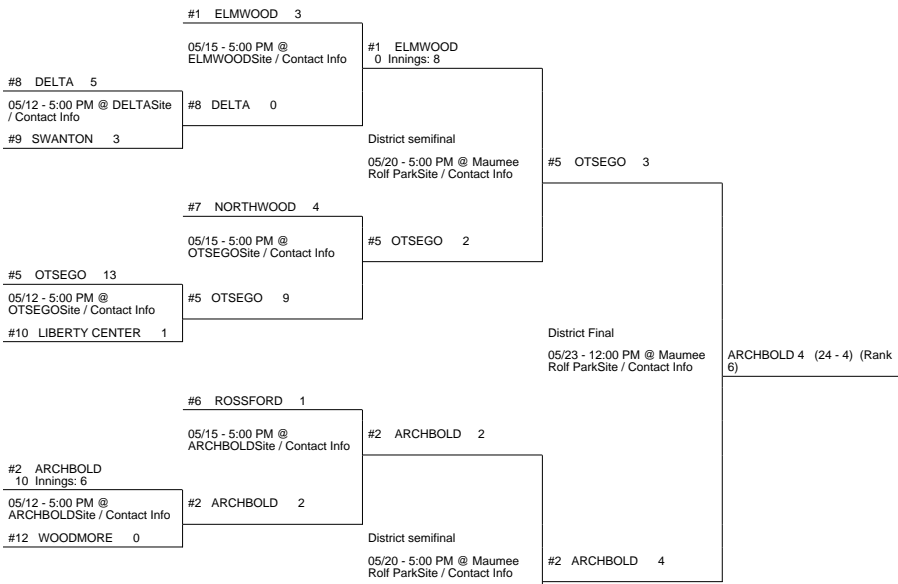 #1 ELMWOOD 3
05/15 - 5:00 PM @
ELMWOODSite / Contact Info
#1 ELMWOOD
0 Innings: 8
#8 DELTA 5
05/12 - 5:00 PM @ DELTASite
/ Contact Info
#8 DELTA 0
#9 SWANTON 3
District semifinal
05/20 - 5:00 PM @ Maumee
Rolf ParkSite / Contact Info
#5 OTSEGO 3
#7 NORTHWOOD 4
05/15 - 5:00 PM @
OTSEGOSite / Contact Info
#5 OTSEGO 2
#5 OTSEGO 13
05/12 - 5:00 PM @
OTSEGOSite / Contact Info
#5 OTSEGO 9
#10 LIBERTY CENTER 1
District Final
05/23 - 12:00 PM @ Maumee
Rolf ParkSite / Contact Info
ARCHBOLD 4 (24 - 4) (Rank
6)
#6 ROSSFORD 1
05/15 - 5:00 PM @
ARCHBOLDSite / Contact Info
#2 ARCHBOLD 2
#2 ARCHBOLD
10 Innings: 6
05/12 - 5:00 PM @
ARCHBOLDSite / Contact Info
#2 ARCHBOLD 2
#12 WOODMORE 0
District semifinal
05/20 - 5:00 PM @ Maumee
Rolf ParkSite / Contact Info
#2 ARCHBOLD 4